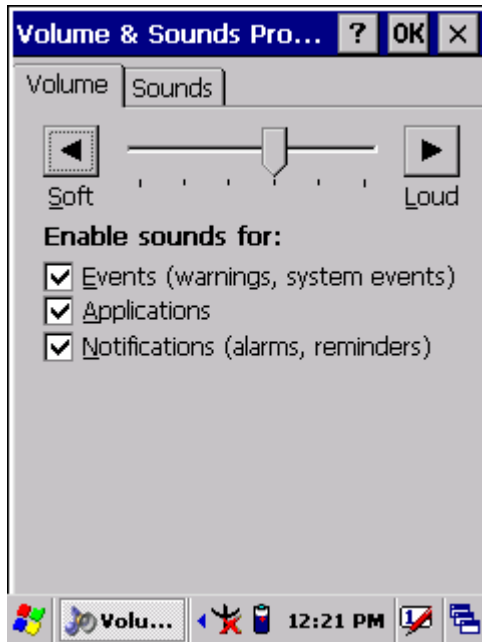 Volume & Sounds Pro... ? OK ×
Volume Sounds
Soft Loud
Enable sounds for:
Events (warnings, system events)
Applications
Notifications (alarms, reminders)
Volu... 12:21 PM 1